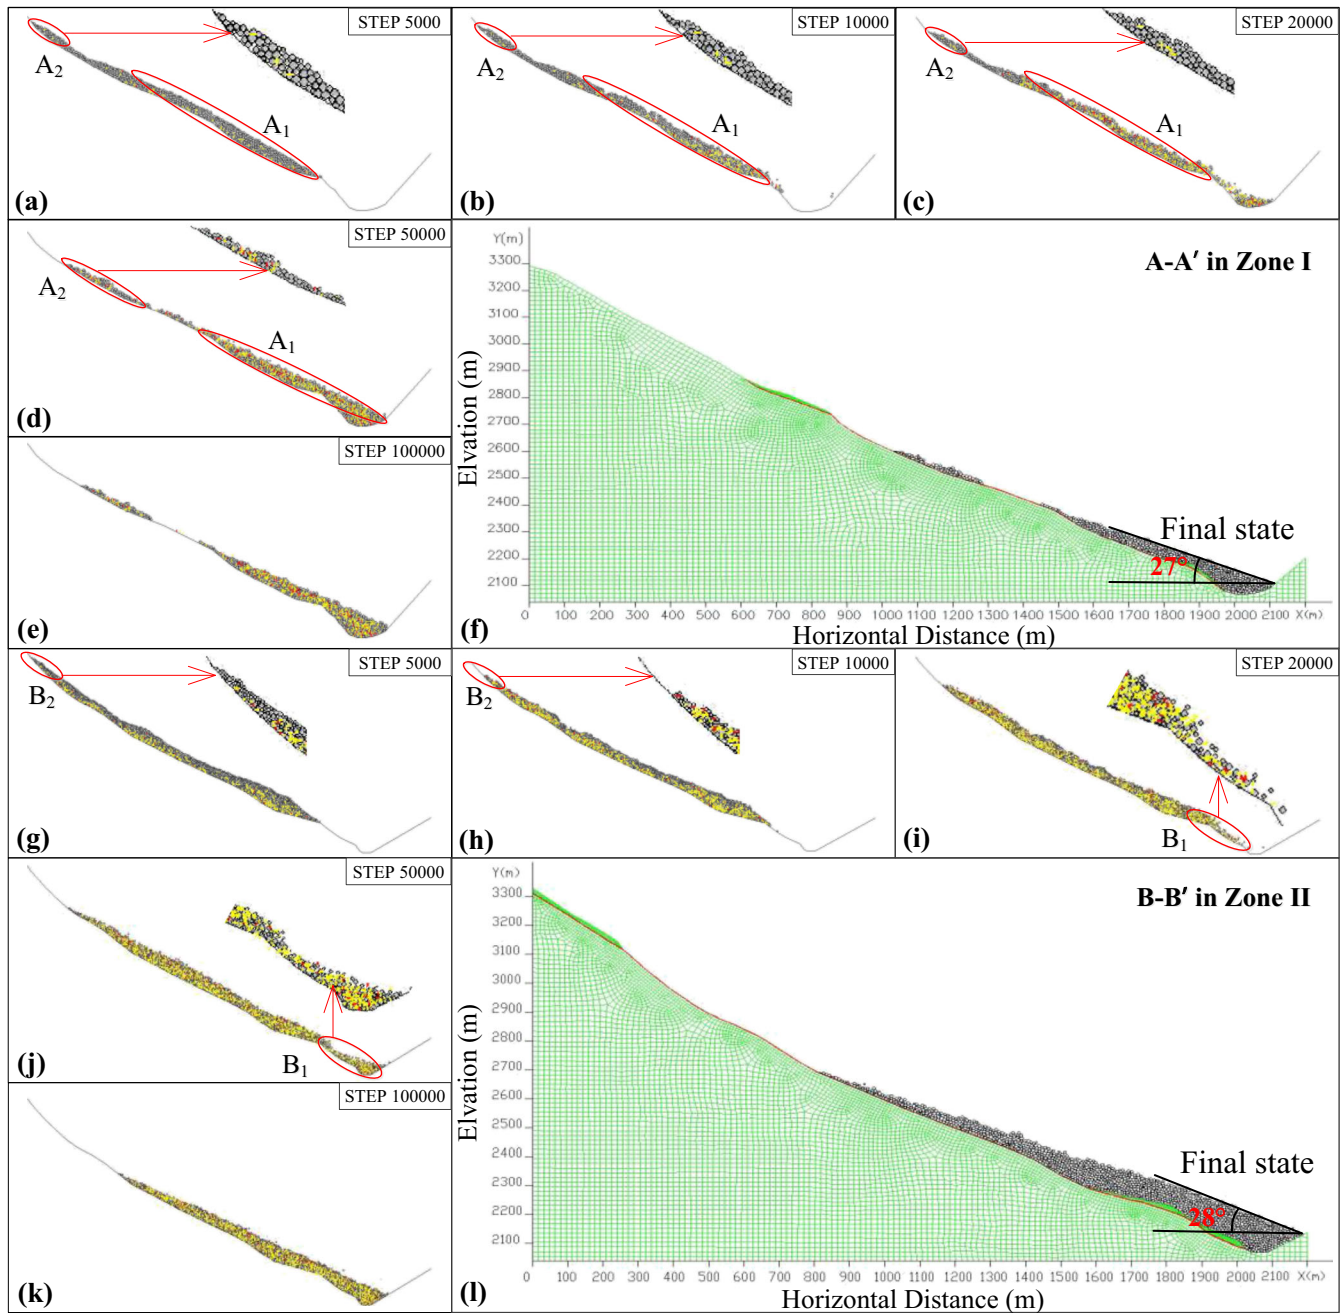 STEP 5000
A2
A1
(a)
STEP 10000
A2
A1
(b)
STEP 20000
A2
A1
(c)
STEP 50000
A2
A1
(d)
STEP 100000
(e)
Y(m)
A-A′ in Zone I
3300
3200
3100
3000
2900
2800
2700
2600
2500
2400
2300
2200
2100
Elvation (m)
Final state
27°
0 100 200 300 400 500 600 700 800 900 1000 1100 1200 1300 1400 1500 1600 1700 1800 1900 2000 2100 X(m)
Horizontal Distance (m)
(f)
STEP 5000
B2
(g)
STEP 10000
B2
(h)
STEP 20000
B1
(i)
STEP 50000
B1
(j)
STEP 100000
(k)
Y(m)
B-B′ in Zone II
3300
3200
3100
3000
2900
2800
2700
2600
2500
2400
2300
2200
2100
Elvation (m)
Final state
28°
0 100 200 300 400 500 600 700 800 900 1000 1100 1200 1300 1400 1500 1600 1700 1800 1900 2000 2100 X(m)
Horizontal Distance (m)
(l)